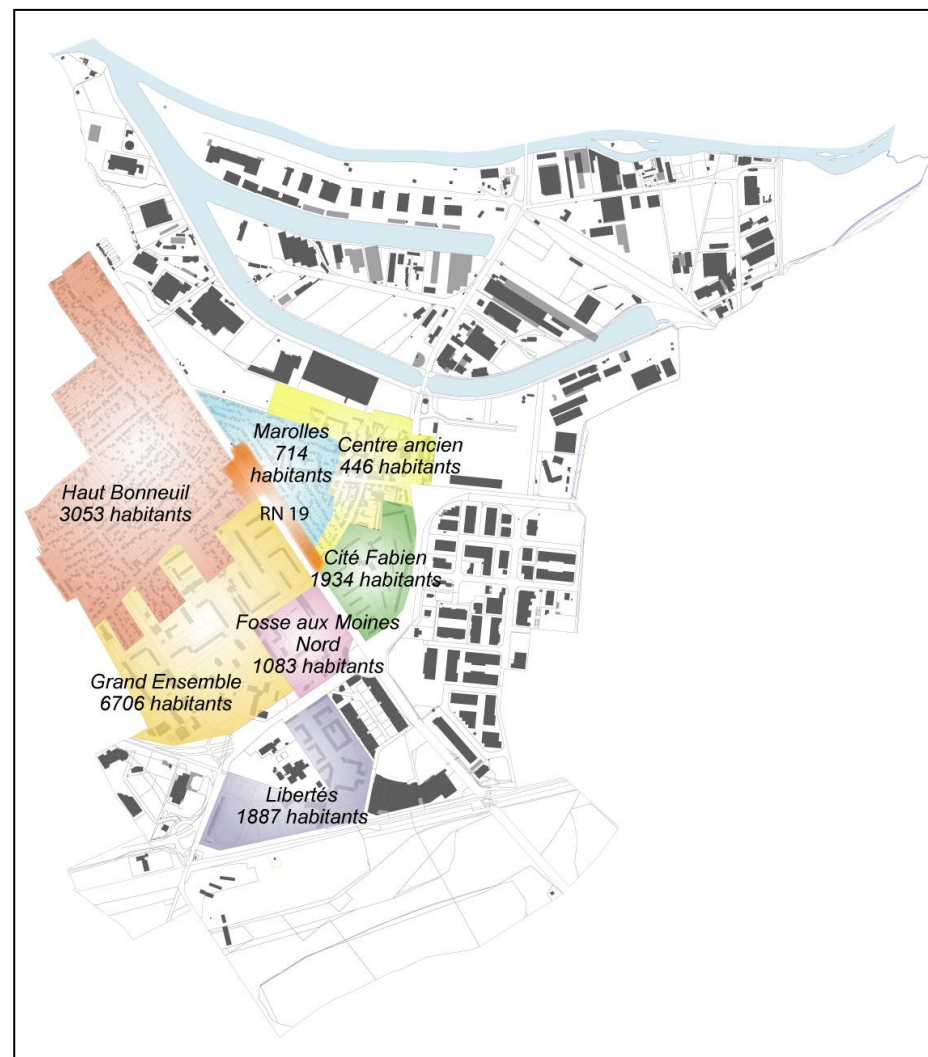 Marolles
714
habitants
Centre ancien
446 habitants
Haut Bonneuil
3053 habitants
RN 19
Cité Fabien
1934 habitants
Fosse aux Moines
Nord
1083 habitants
Grand Ensemble
6706 habitants
Libertés
1887 habitants